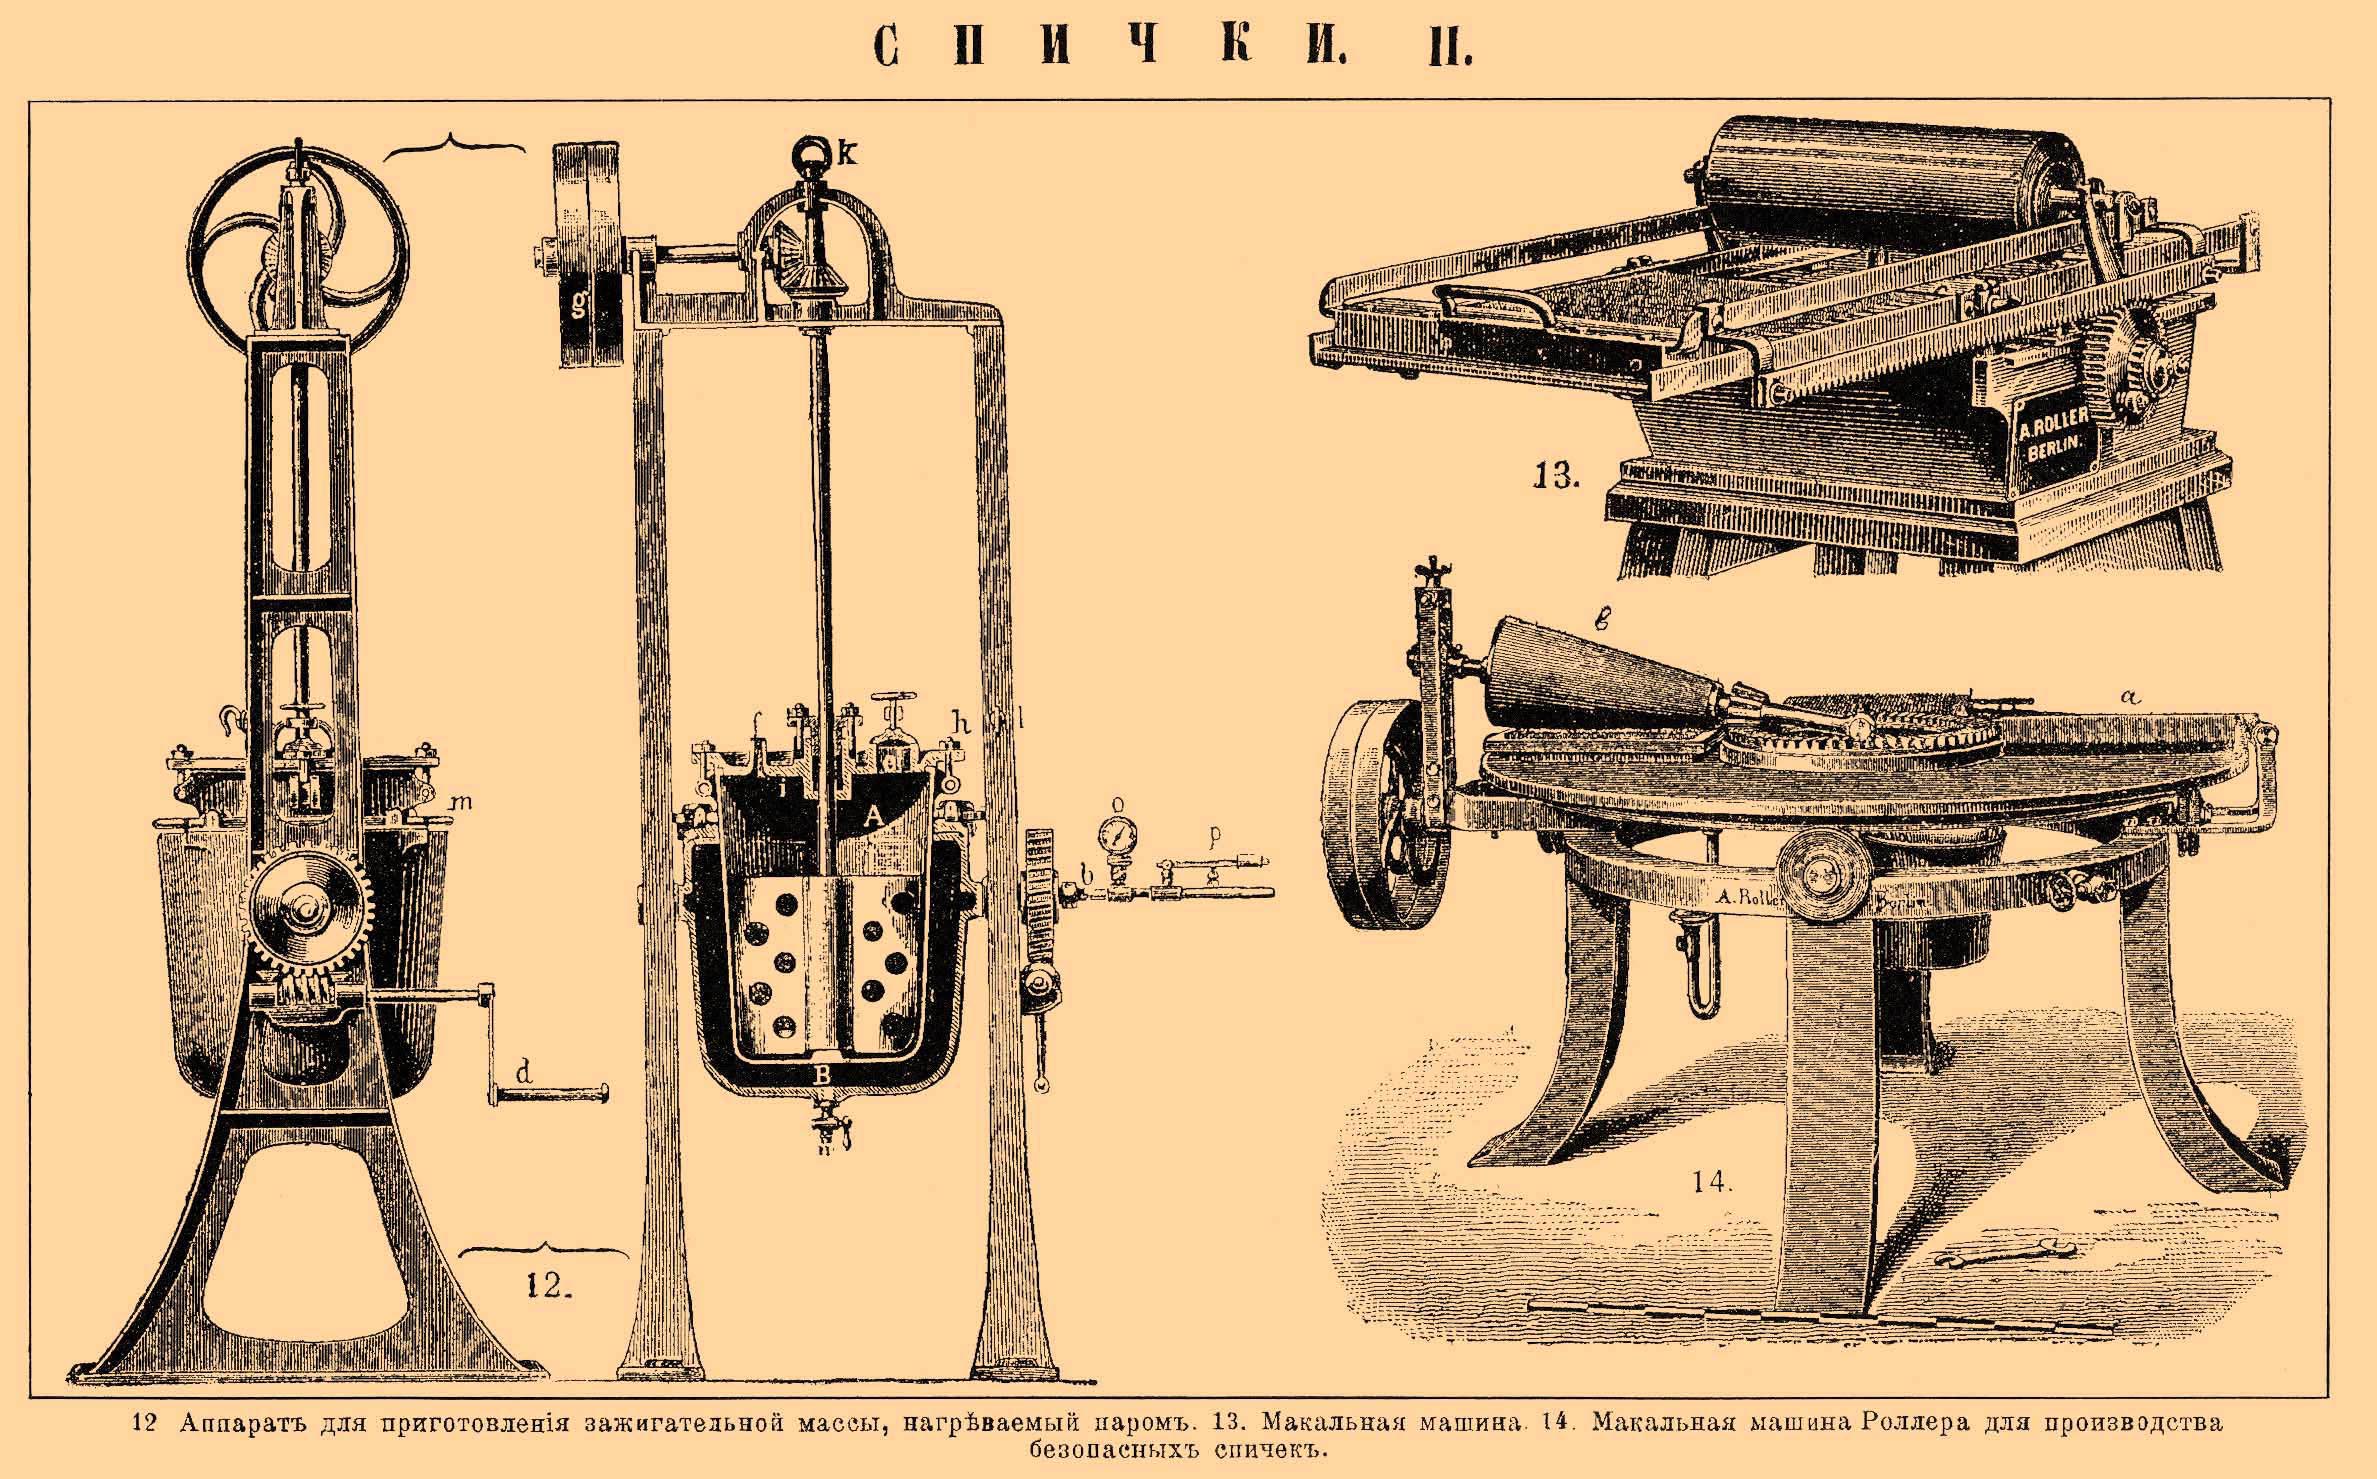 СПИЧКИ. II.
k
g
f
h
l
i
A
m
o
p
b
B
d
n
12.
A. ROLLER
BERLIN.
13.
в
a
A. Roller Berlin
14.
12 Аппаратъ для приготовленія зажигательной массы, нагрѣваемый паромъ. 13. Макальная машина. 14. Макальная машина Роллера для производства
безопасныхъ спичекъ.